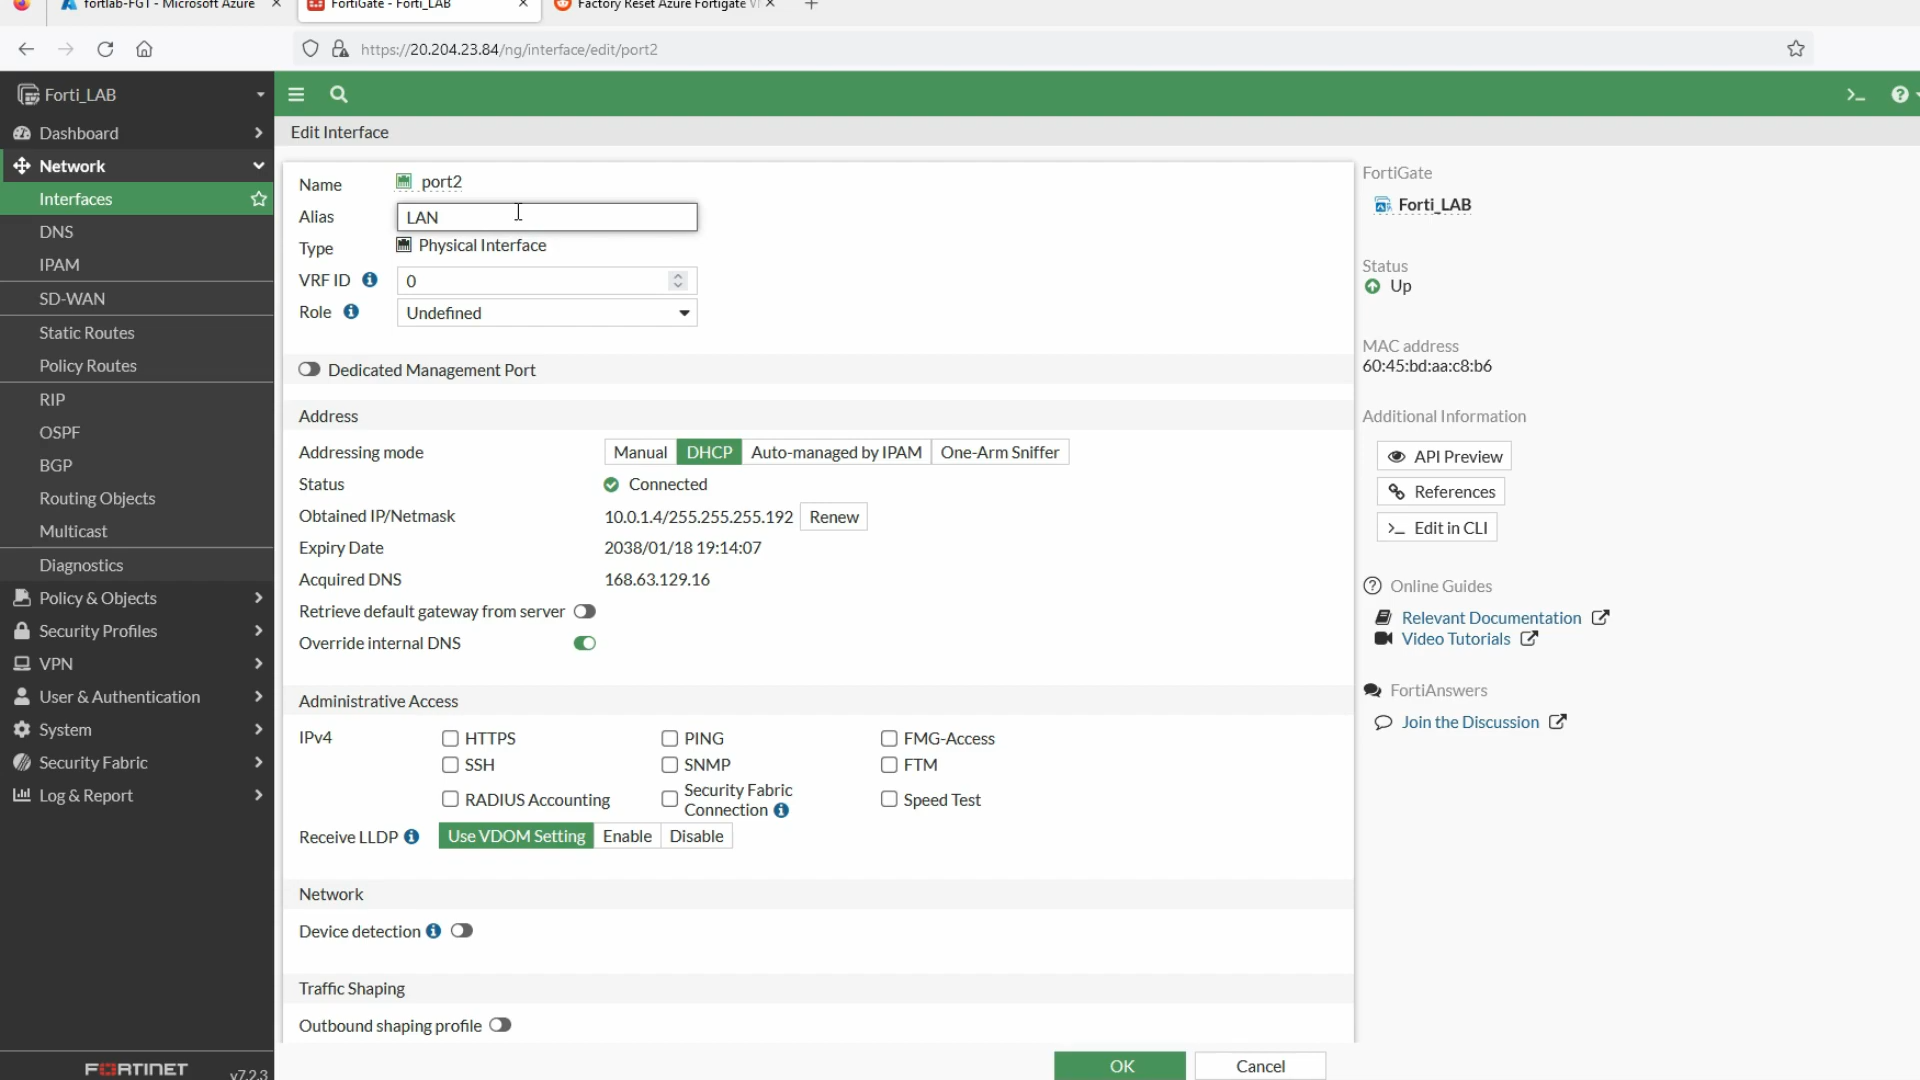 fortlab-FGT - Microsoft Azure
FortiGate - Forti_LAB
Factory Reset Azure Fortigate
https://20.204.23.84/ng/interface/edit/port2
Forti_LAB
Dashboard
Network
Interfaces
DNS
IPAM
SD-WAN
Static Routes
Policy Routes
RIP
OSPF
BGP
Routing Objects
Multicast
Diagnostics
Policy & Objects
Security Profiles
VPN
User & Authentication
System
Security Fabric
Log & Report
FORTINET
v7.2.3
Edit Interface
Name port2
Alias LAN
Type Physical Interface
VRF ID 0
Role Undefined
Dedicated Management Port
Address
Addressing mode Manual DHCP Auto-managed by IPAM One-Arm Sniffer
Status Connected
Obtained IP/Netmask 10.0.1.4/255.255.255.192 Renew
Expiry Date 2038/01/18 19:14:07
Acquired DNS 168.63.129.16
Retrieve default gateway from server
Override internal DNS
Administrative Access
IPv4 HTTPS PING FMG-Access
SSH SNMP FTM
RADIUS Accounting Security Fabric Connection Speed Test
Receive LLDP Use VDOM Setting Enable Disable
Network
Device detection
Traffic Shaping
Outbound shaping profile
OK Cancel
FortiGate
Forti_LAB
Status
Up
MAC address
60:45:bd:aa:c8:b6
Additional Information
API Preview
References
>_ Edit in CLI
Online Guides
Relevant Documentation
Video Tutorials
FortiAnswers
Join the Discussion